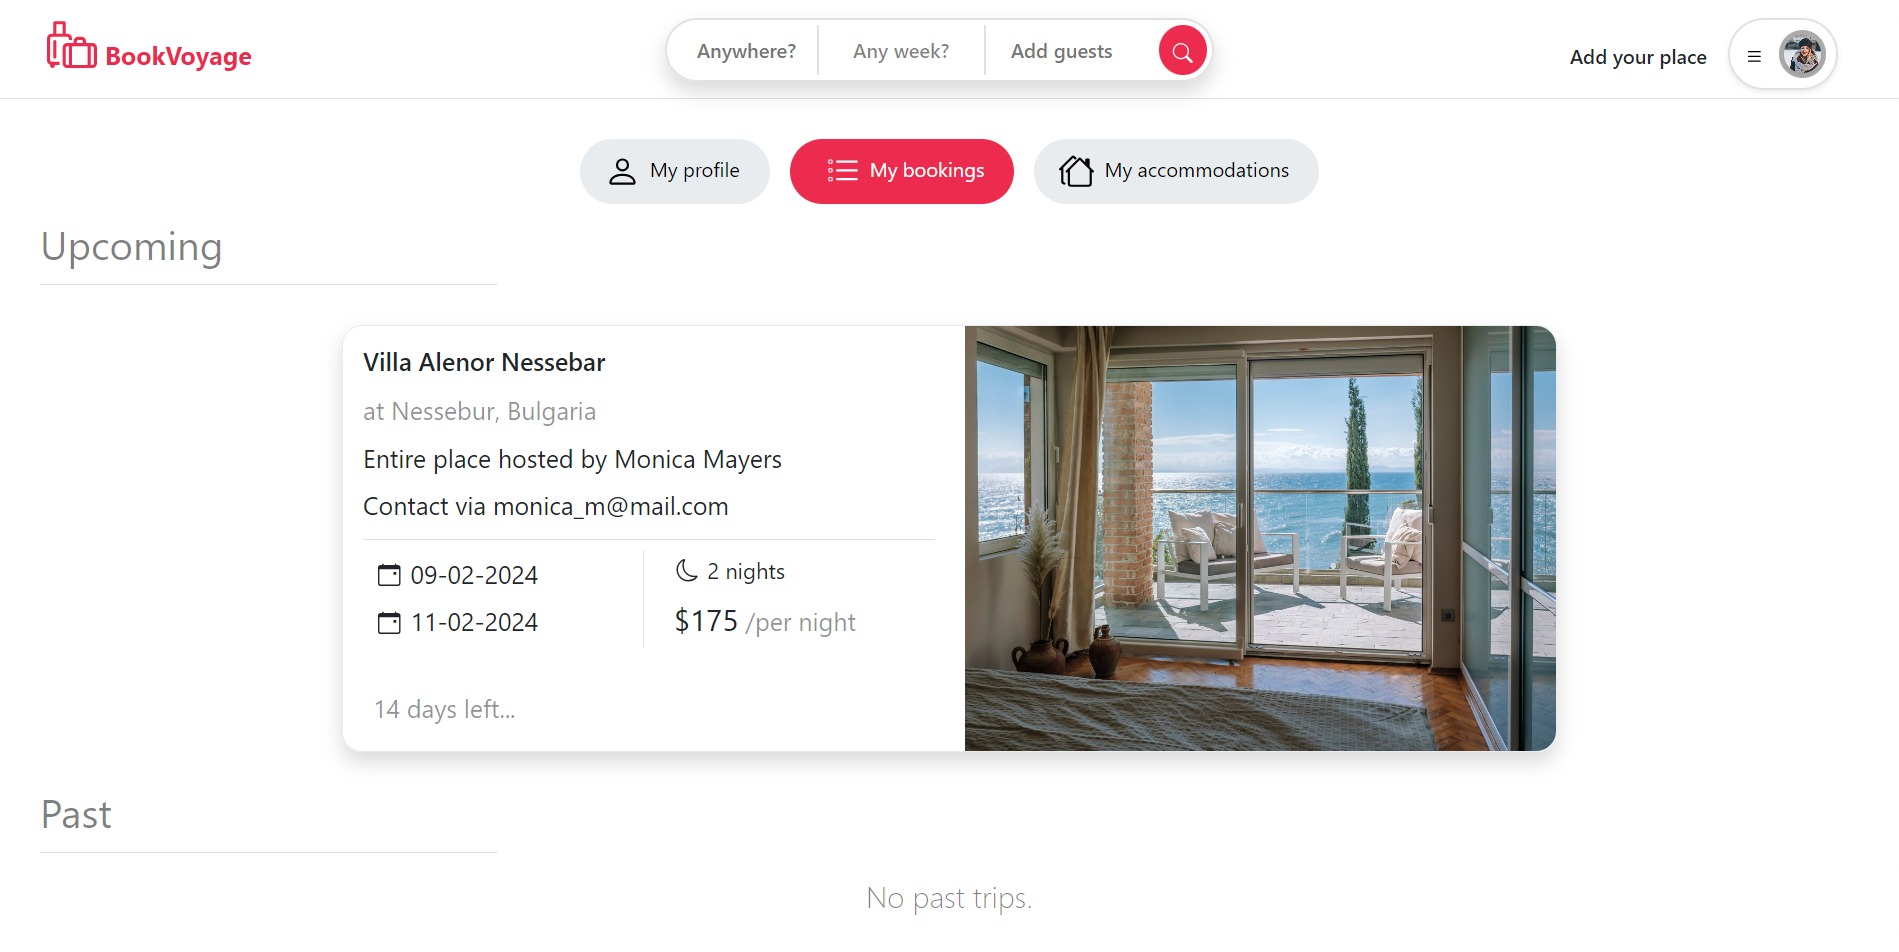 BookVoyage
Anywhere?
Any week?
Add guests
Add your place
My profile
My bookings
My accommodations
Upcoming
Villa Alenor Nessebar
at Nessebur, Bulgaria
Entire place hosted by Monica Mayers
Contact via monica_m@mail.com
09-02-2024
11-02-2024
2 nights
$175 /per night
14 days left...
Past
No past trips.